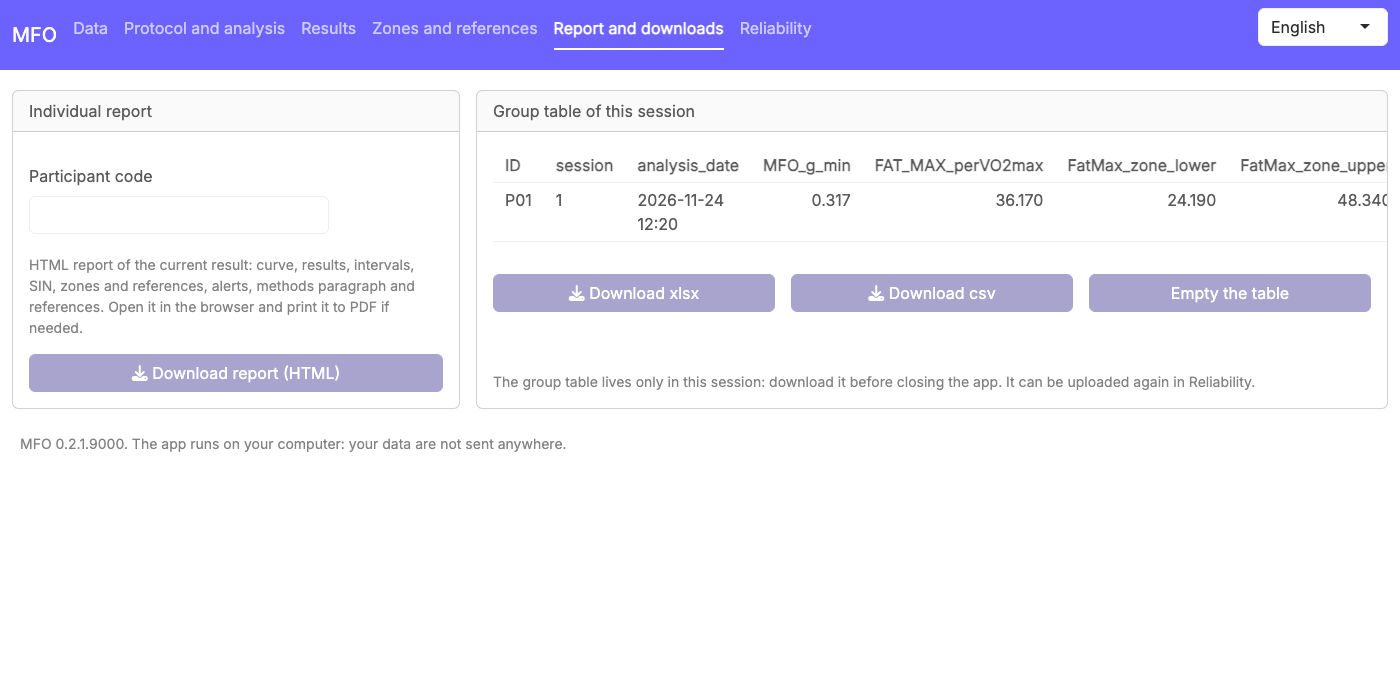 MFO Data Protocol and analysis Results Zones and references Report and downloads Reliability English
Individual report
Participant code
HTML report of the current result: curve, results, intervals,
SIN, zones and references, alerts, methods paragraph and
references. Open it in the browser and print it to PDF if
needed.
Download report (HTML)
Group table of this session
ID session analysis_date MFO_g_min FAT_MAX_perVO2max FatMax_zone_lower FatMax_zone_upper
P01 1 2026-11-24 0.317 36.170 24.190 48.340
12:20
Download xlsx Download csv Empty the table
The group table lives only in this session: download it before closing the app. It can be uploaded again in Reliability.
MFO 0.2.1.9000. The app runs on your computer: your data are not sent anywhere.